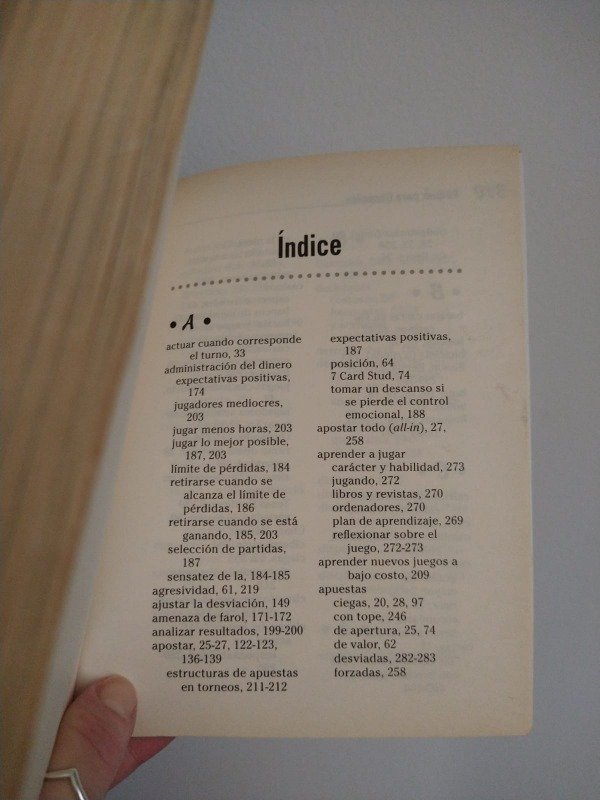 Índice
• A •
actuar cuando corresponde
el turno, 33
administración del dinero
expectativas positivas,
174
jugadores mediocres,
203
jugar menos horas, 203
jugar lo mejor posible,
187, 203
límite de pérdidas, 184
retirarse cuando se
alcanza el límite de
pérdidas, 186
retirarse cuando se está
ganando, 185, 203
selección de partidas,
187
sensatez de la, 184-185
agresividad, 61, 219
ajustar la desviación, 149
amenaza de farol, 171-172
analizar resultados, 199-200
apostar, 25-27, 122-123,
136-139
estructuras de apuestas
en torneos, 211-212
expectativas positivas,
187
posición, 64
7 Card Stud, 74
tomar un descanso si
se pierde el control
emocional, 188
apostar todo (all-in), 27,
258
aprender a jugar
carácter y habilidad, 273
jugando, 272
libros y revistas, 270
ordenadores, 270
plan de aprendizaje, 269
reflexionar sobre el
juego, 272-273
aprender nuevos juegos a
bajo costo, 209
apuestas
ciegas, 20, 28, 97
con tope, 246
de apertura, 25, 74
de valor, 62
desviadas, 282-283
forzadas, 258